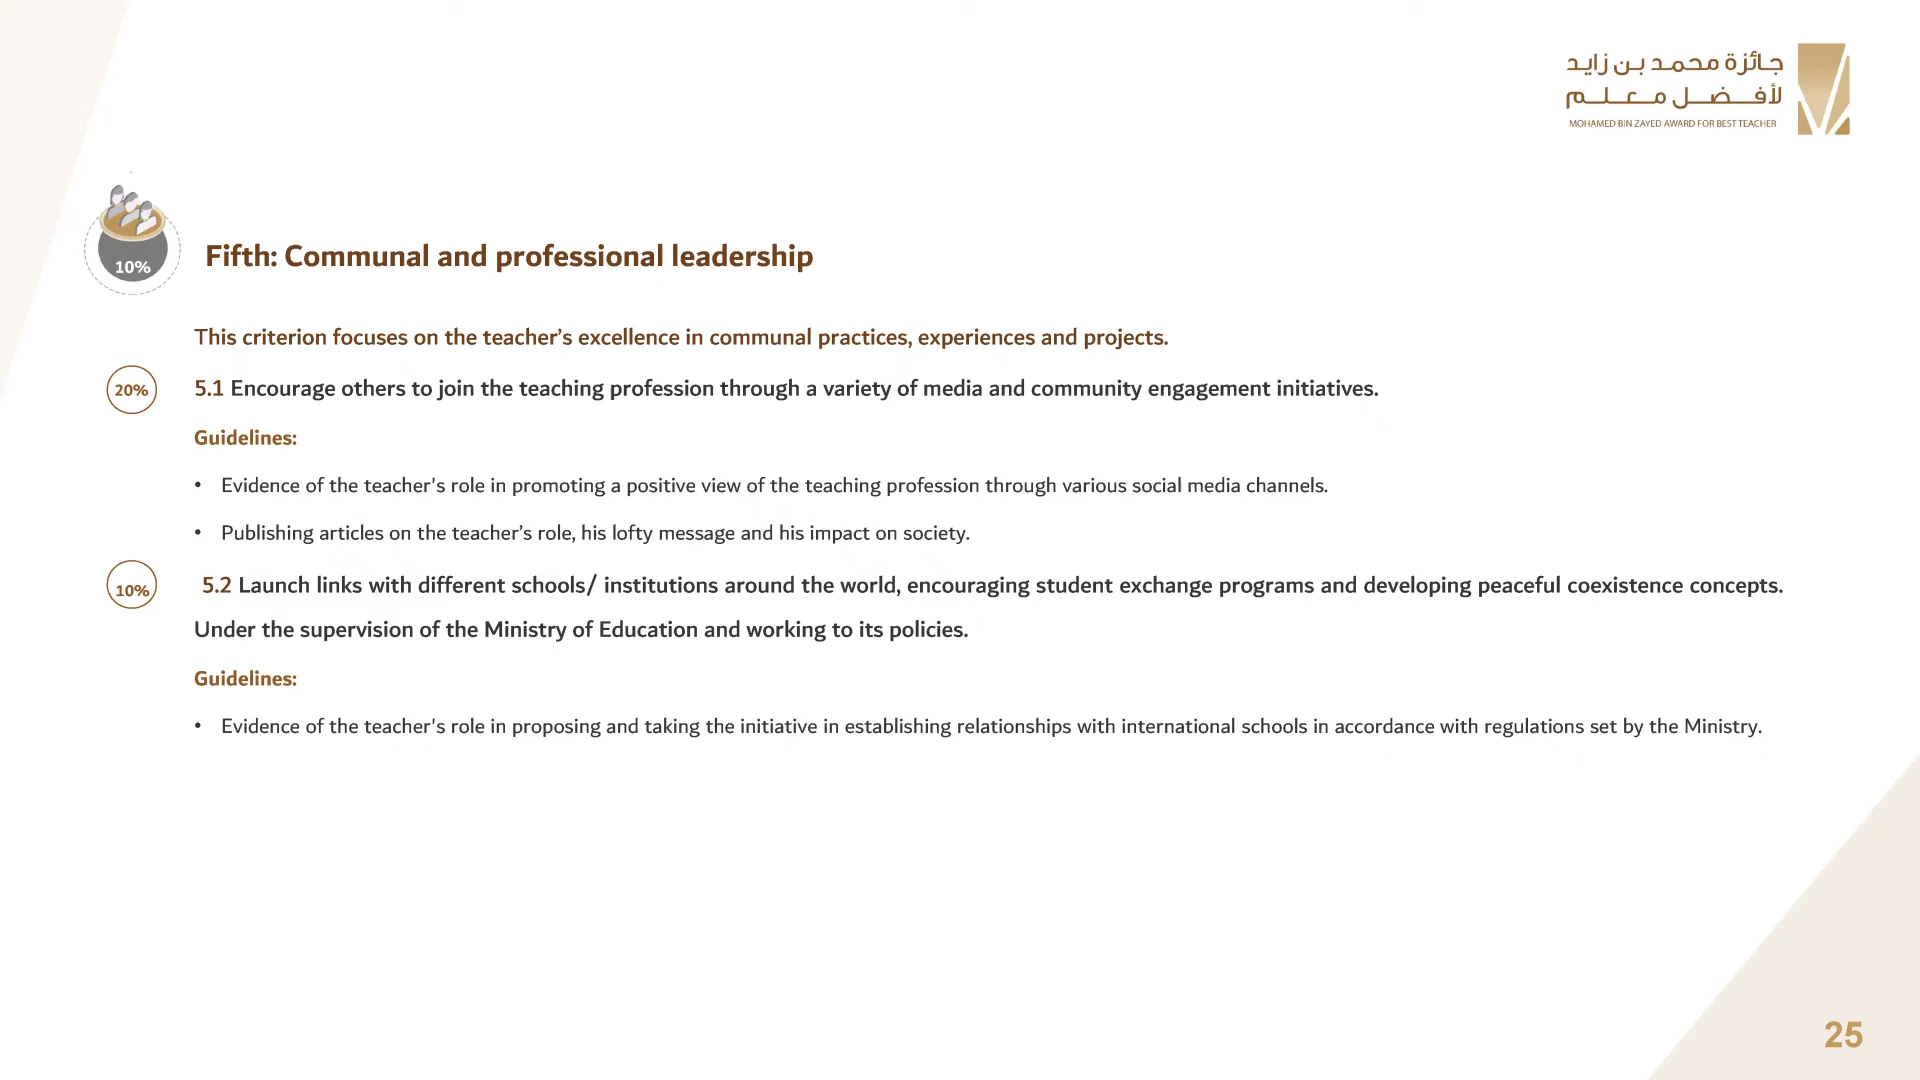 جائزة محمد بن زايد
لأفضل معلم
MOHAMED BIN ZAYED AWARD FOR BEST TEACHER
10%
Fifth: Communal and professional leadership
This criterion focuses on the teacher’s excellence in communal practices, experiences and projects.
20%
5.1 Encourage others to join the teaching profession through a variety of media and community engagement initiatives.
Guidelines:
• Evidence of the teacher's role in promoting a positive view of the teaching profession through various social media channels.
• Publishing articles on the teacher’s role, his lofty message and his impact on society.
10%
5.2 Launch links with different schools/ institutions around the world, encouraging student exchange programs and developing peaceful coexistence concepts.
Under the supervision of the Ministry of Education and working to its policies.
Guidelines:
• Evidence of the teacher's role in proposing and taking the initiative in establishing relationships with international schools in accordance with regulations set by the Ministry.
25